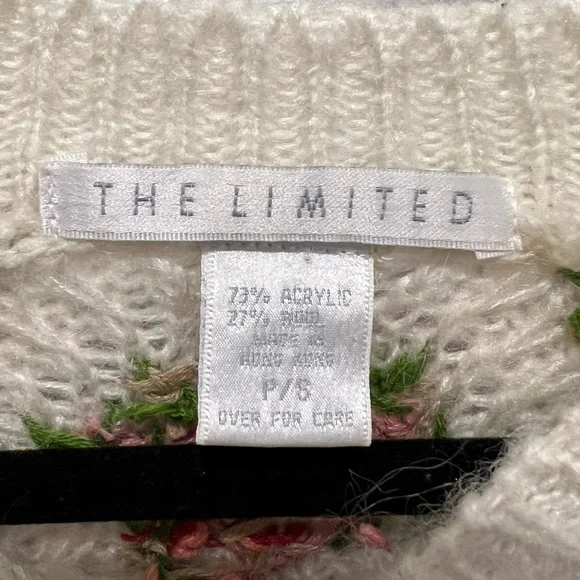 THE LIMITED
73% ACRYLIC
27% WOOL
MADE IN
HONG KONG
P/S
OVER FOR CARE